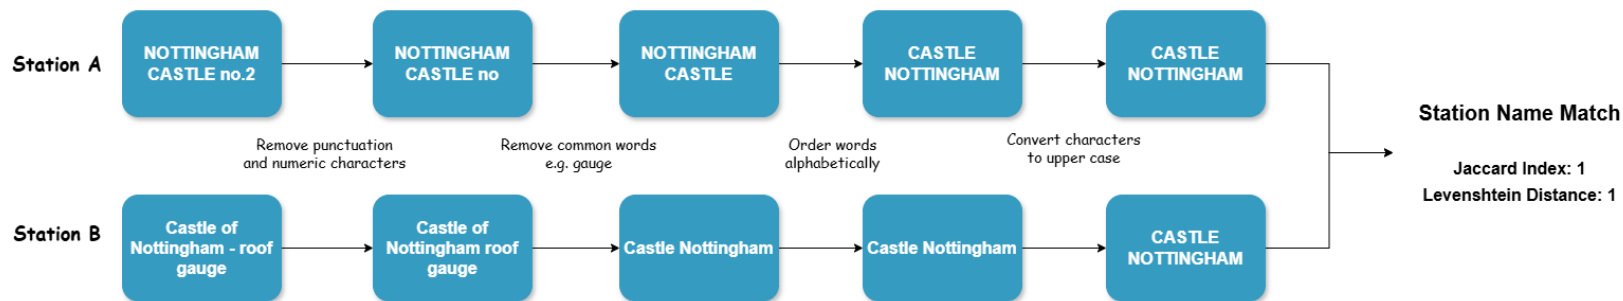 Station A
NOTTINGHAM
CASTLE no.2
NOTTINGHAM
CASTLE no
NOTTINGHAM
CASTLE
CASTLE
NOTTINGHAM
CASTLE
NOTTINGHAM
Remove punctuation
and numeric characters
Remove common words
e.g. gauge
Order words
alphabetically
Convert characters
to upper case
Station B
Castle of
Nottingham - roof
gauge
Castle of
Nottingham roof
gauge
Castle Nottingham
Castle Nottingham
CASTLE
NOTTINGHAM
Station Name Match
Jaccard Index: 1
Levenshtein Distance: 1